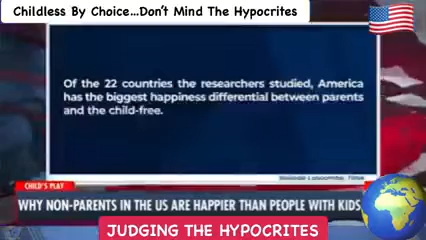 Childless By Choice...Don't Mind The Hypocrites
Of the 22 countries the researchers studied, America
has the biggest happiness differential between parents
and the child-free.
CHILD'S PLAY
WHY NON-PARENTS IN THE US ARE HAPPIER THAN PEOPLE WITH KIDS
JUDGING THE HYPOCRITES